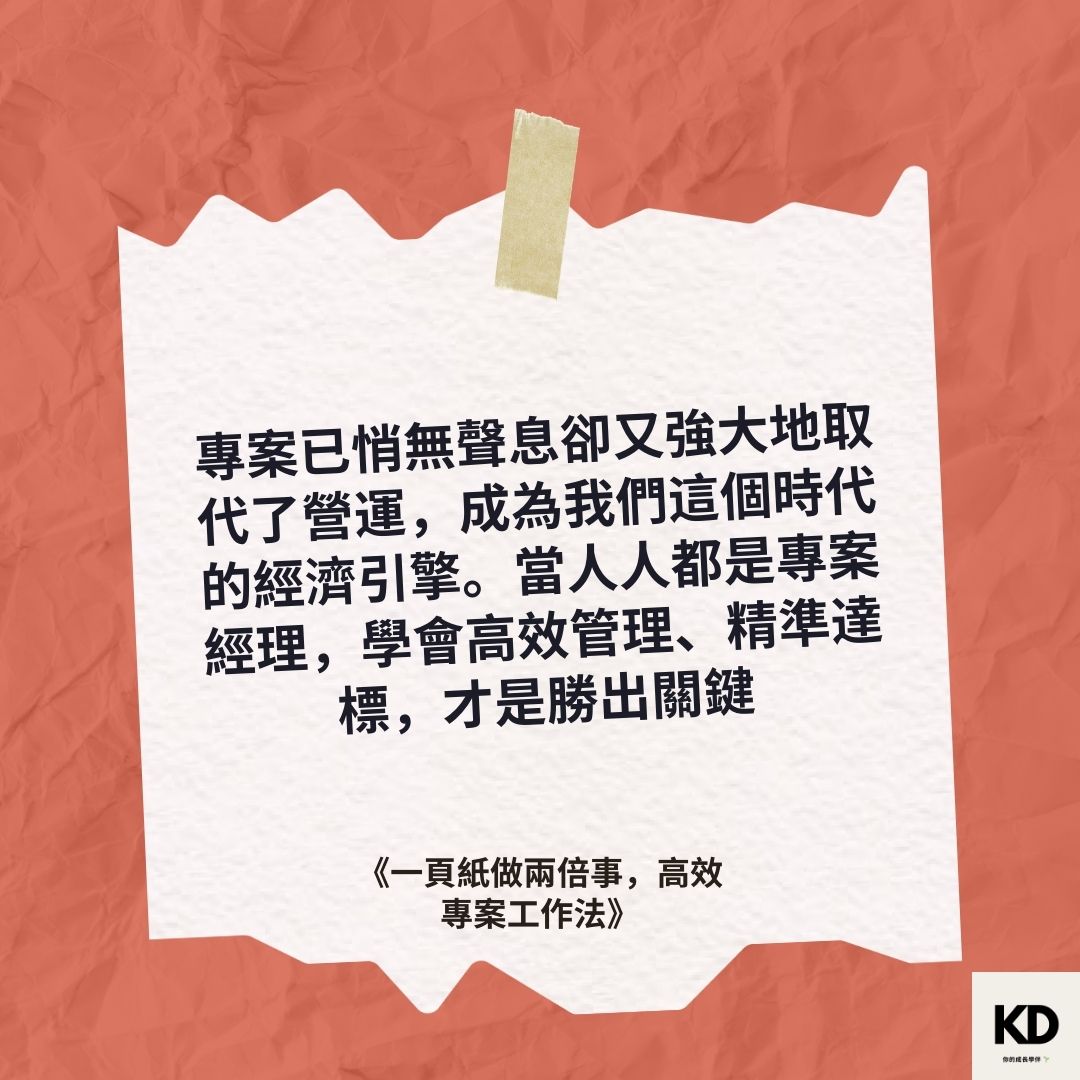 專案已悄無聲息卻又強大地取
代了營運，成為我們這個時代
的經濟引擎。當人人都是專案
經理，學會高效管理、精準達
標，才是勝出關鍵
《一頁紙做兩倍事，高效
專案工作法》
KD
你的成長學伴